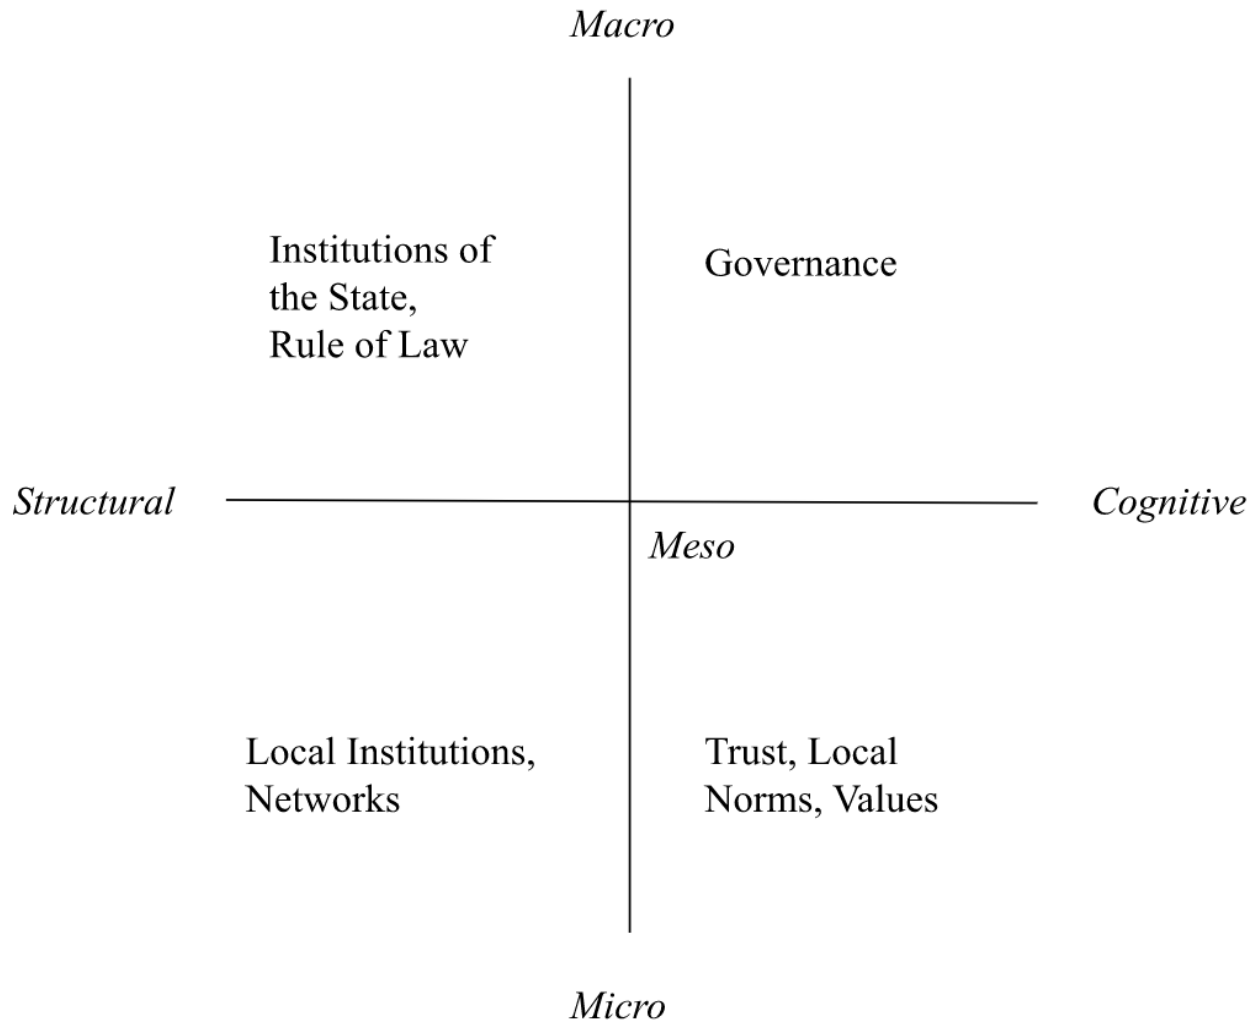 Macro
Institutions of
the State,
Rule of Law
Governance
Structural
Cognitive
Meso
Local Institutions,
Networks
Trust, Local
Norms, Values
Micro